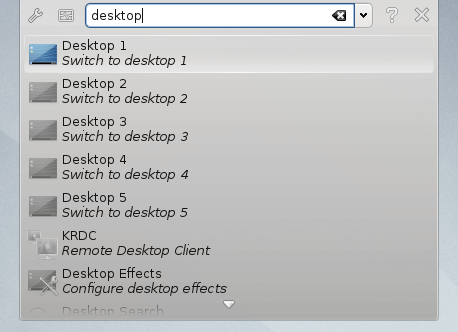 desktop
Desktop 1
Switch to desktop 1
Desktop 2
Switch to desktop 2
Desktop 3
Switch to desktop 3
Desktop 4
Switch to desktop 4
Desktop 5
Switch to desktop 5
KRDC
Remote Desktop Client
Desktop Effects
Configure desktop effects
Desktop Search